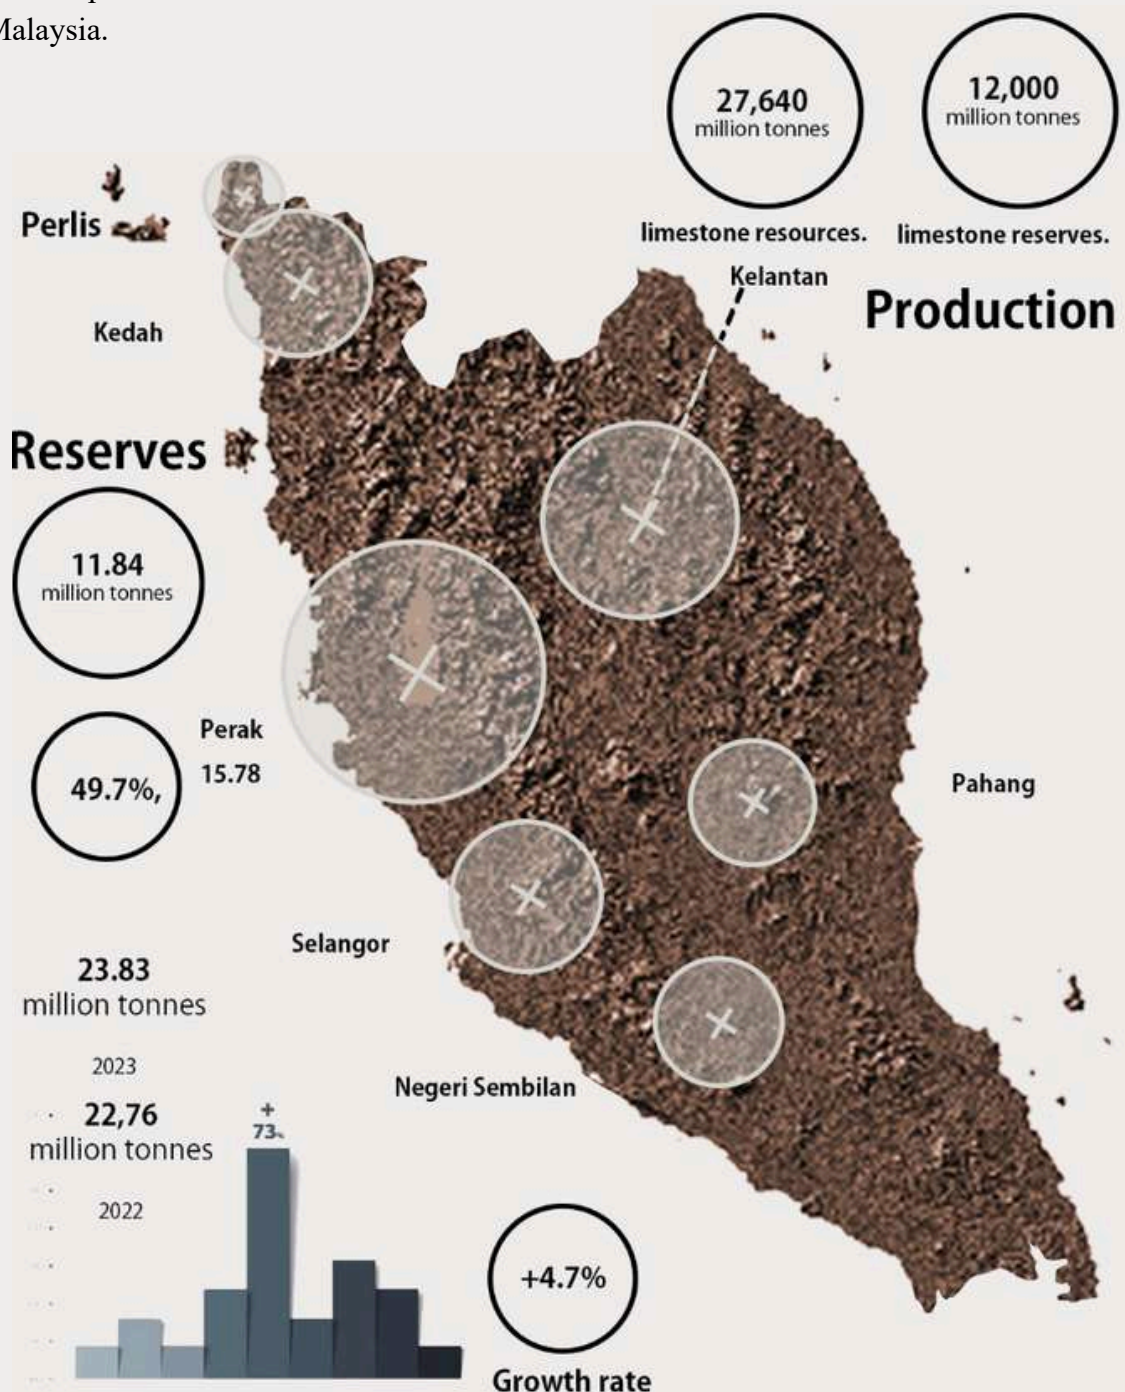 Malaysia.
27,640
million tonnes
limestone resources.
12,000
million tonnes
limestone reserves.
Perlis
Kelantan
Production
Kedah
Reserves
11.84
million tonnes
Perak
15.78
49.7%,
Pahang
Selangor
23.83
million tonnes
2023
Negeri Sembilan
22,76
million tonnes
2022
+
73%
+4.7%
Growth rate